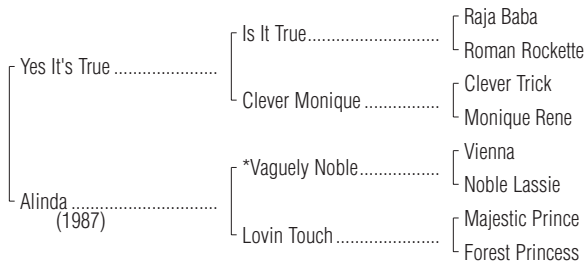 Raja Baba
Is It True
Roman Rockette
Yes It's True
Clever Trick
Clever Monique
Monique Rene
Vienna
*Vaguely Noble
Noble Lassie
Alinda
(1987)
Majestic Prince
Lovin Touch
Forest Princess